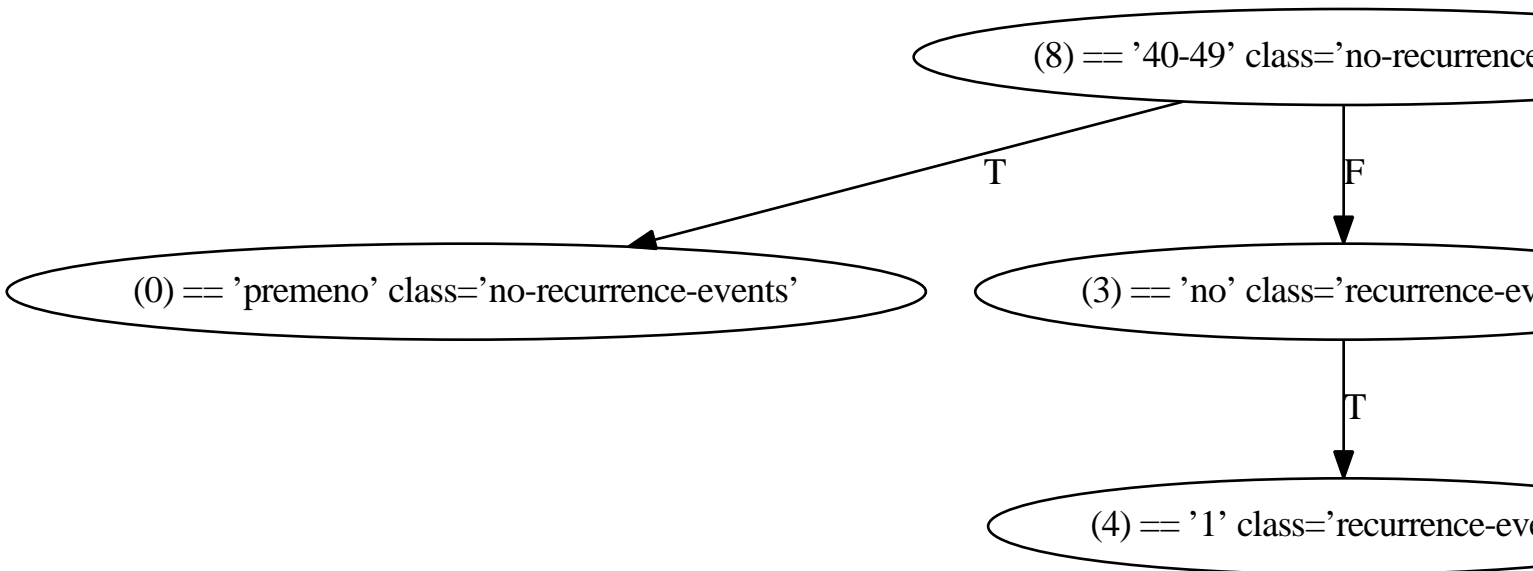 (8) == ’40-49’ class=’no-recurrence
T
F
(0) == ’premeno’ class=’no-recurrence-events’
(3) == ’no’ class=’recurrence-ev
T
(4) == ’1’ class=’recurrence-eve